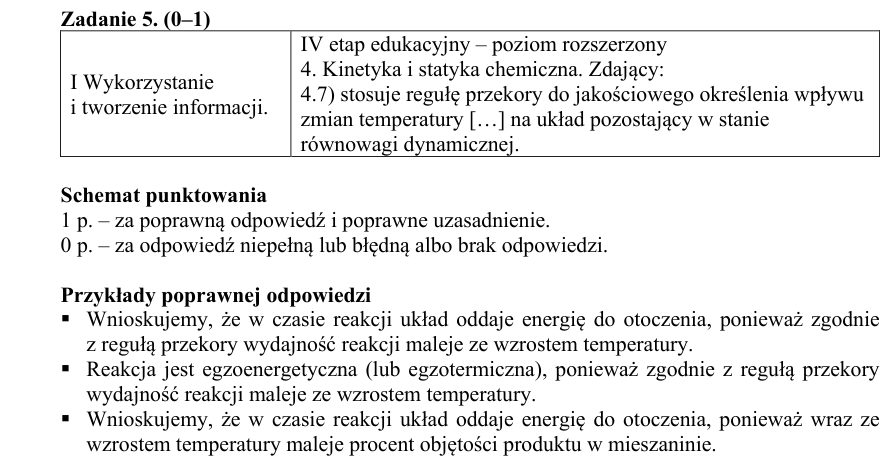 Zadanie 5. (0–1)
I Wykorzystanie
i tworzenie informacji.
IV etap edukacyjny – poziom rozszerzony
4. Kinetyka i statyka chemiczna. Zdający:
4.7) stosuje regułę przekory do jakościowego określenia wpływu
zmian temperatury […] na układ pozostający w stanie
równowagi dynamicznej.
Schemat punktowania
1 p. – za poprawną odpowiedź i poprawne uzasadnienie.
0 p. – za odpowiedź niepełną lub błędną albo brak odpowiedzi.
Przykłady poprawnej odpowiedzi
▪ Wnioskujemy, że w czasie reakcji układ oddaje energię do otoczenia, ponieważ zgodnie
z regułą przekory wydajność reakcji maleje ze wzrostem temperatury.
▪ Reakcja jest egzoenergetyczna (lub egzotermiczna), ponieważ zgodnie z regułą przekory
wydajność reakcji maleje ze wzrostem temperatury.
▪ Wnioskujemy, że w czasie reakcji układ oddaje energię do otoczenia, ponieważ wraz ze
wzrostem temperatury maleje procent objętości produktu w mieszaninie.